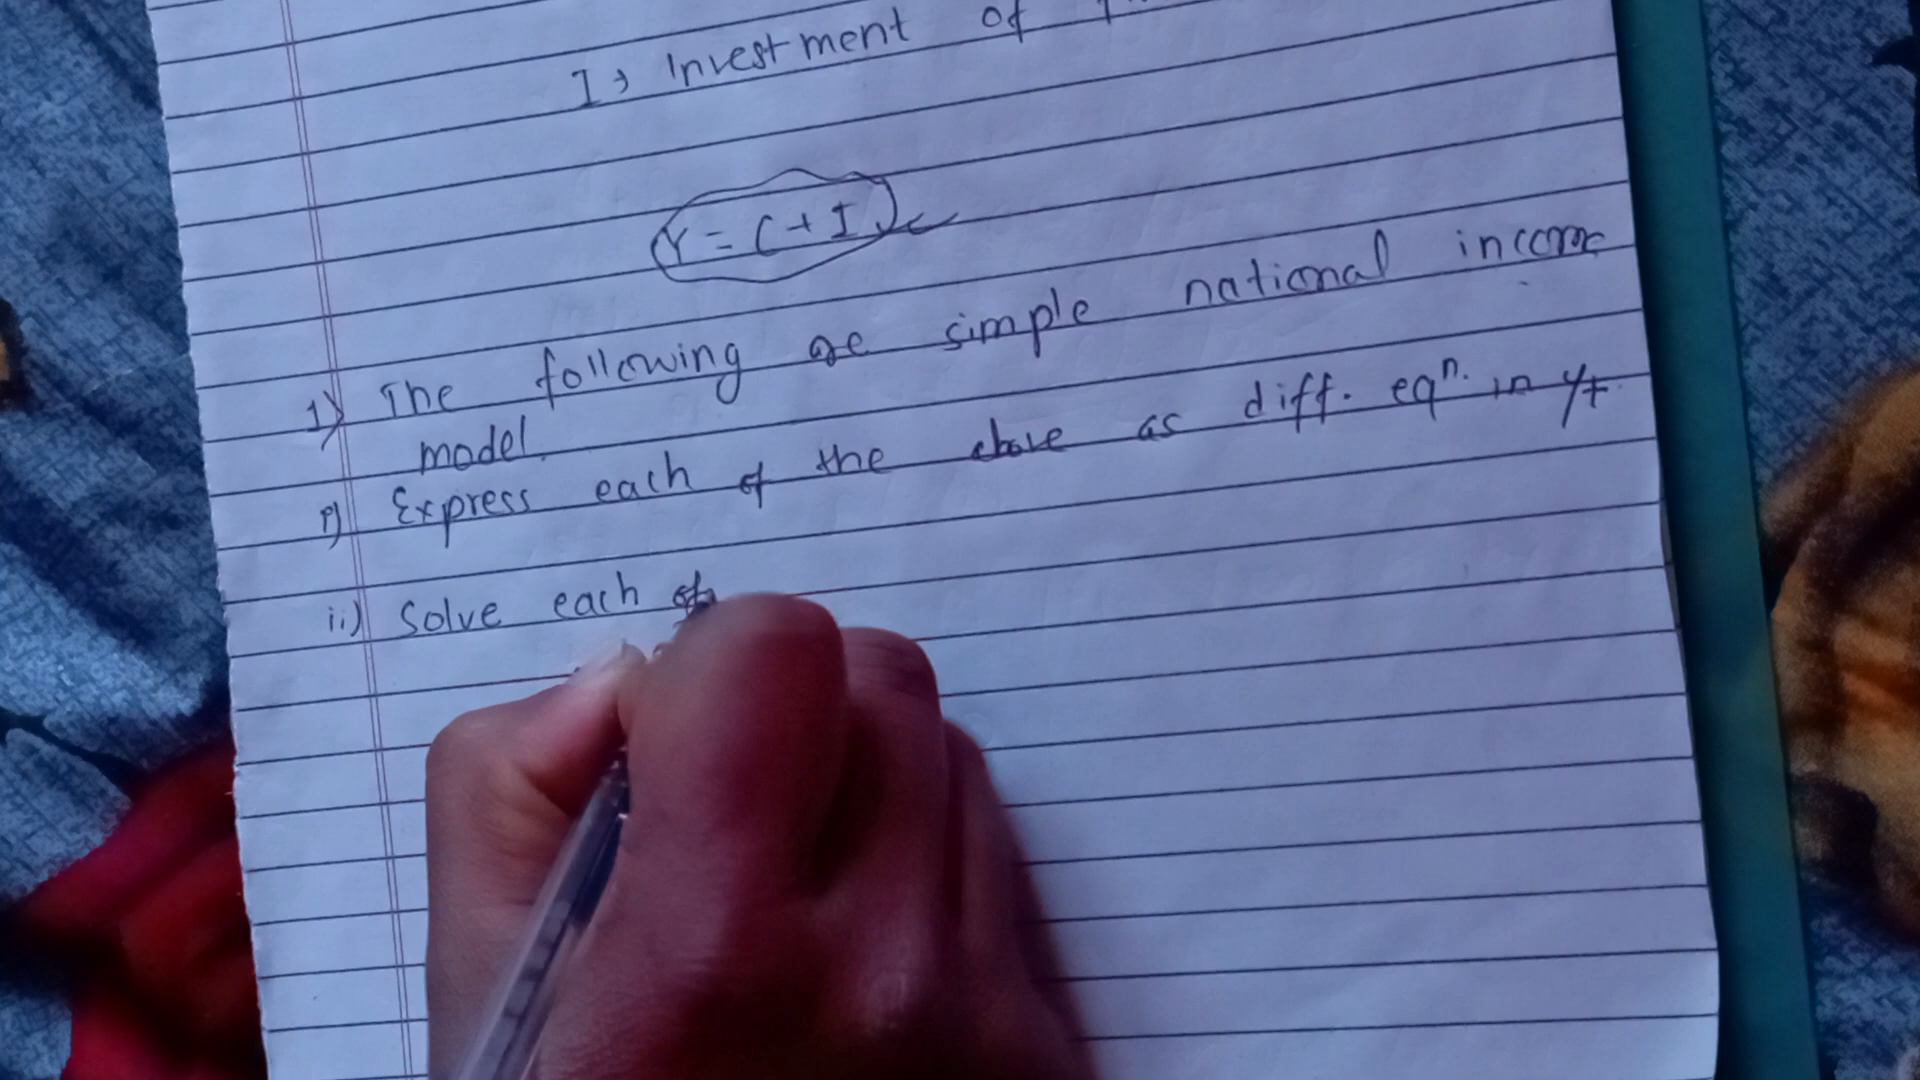 I → Investment of
Y = C + I
1) The following are simple national income
model.
i) Express each of the above as diff. eqn. in Yt.
ii) Solve each of